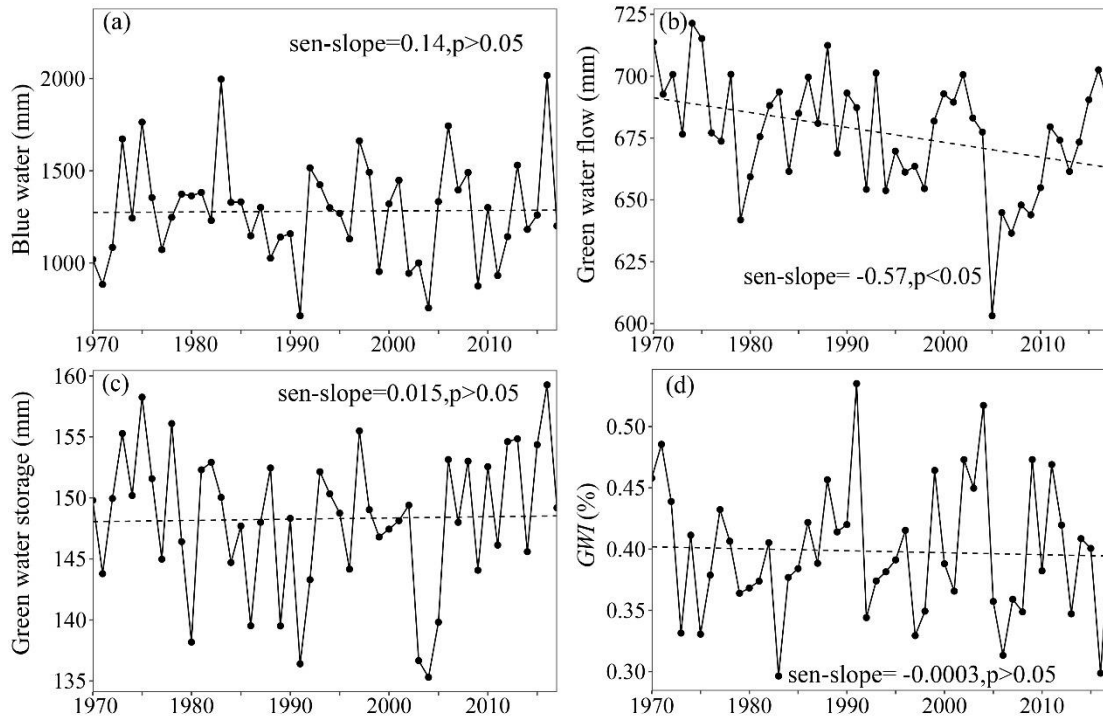 (a)
sen-slope=0.14,p>0.05
Blue water (mm)
2000
1500
1000
1970 1980 1990 2000 2010
(b)
sen-slope= -0.57,p<0.05
Green water flow (mm)
725
700
675
650
625
600
1970 1980 1990 2000 2010
(c)
sen-slope=0.015,p>0.05
Green water storage (mm)
160
155
150
145
140
135
1970 1980 1990 2000 2010
(d)
sen-slope= -0.0003,p>0.05
GWI (%)
0.50
0.45
0.40
0.35
0.30
1970 1980 1990 2000 2010